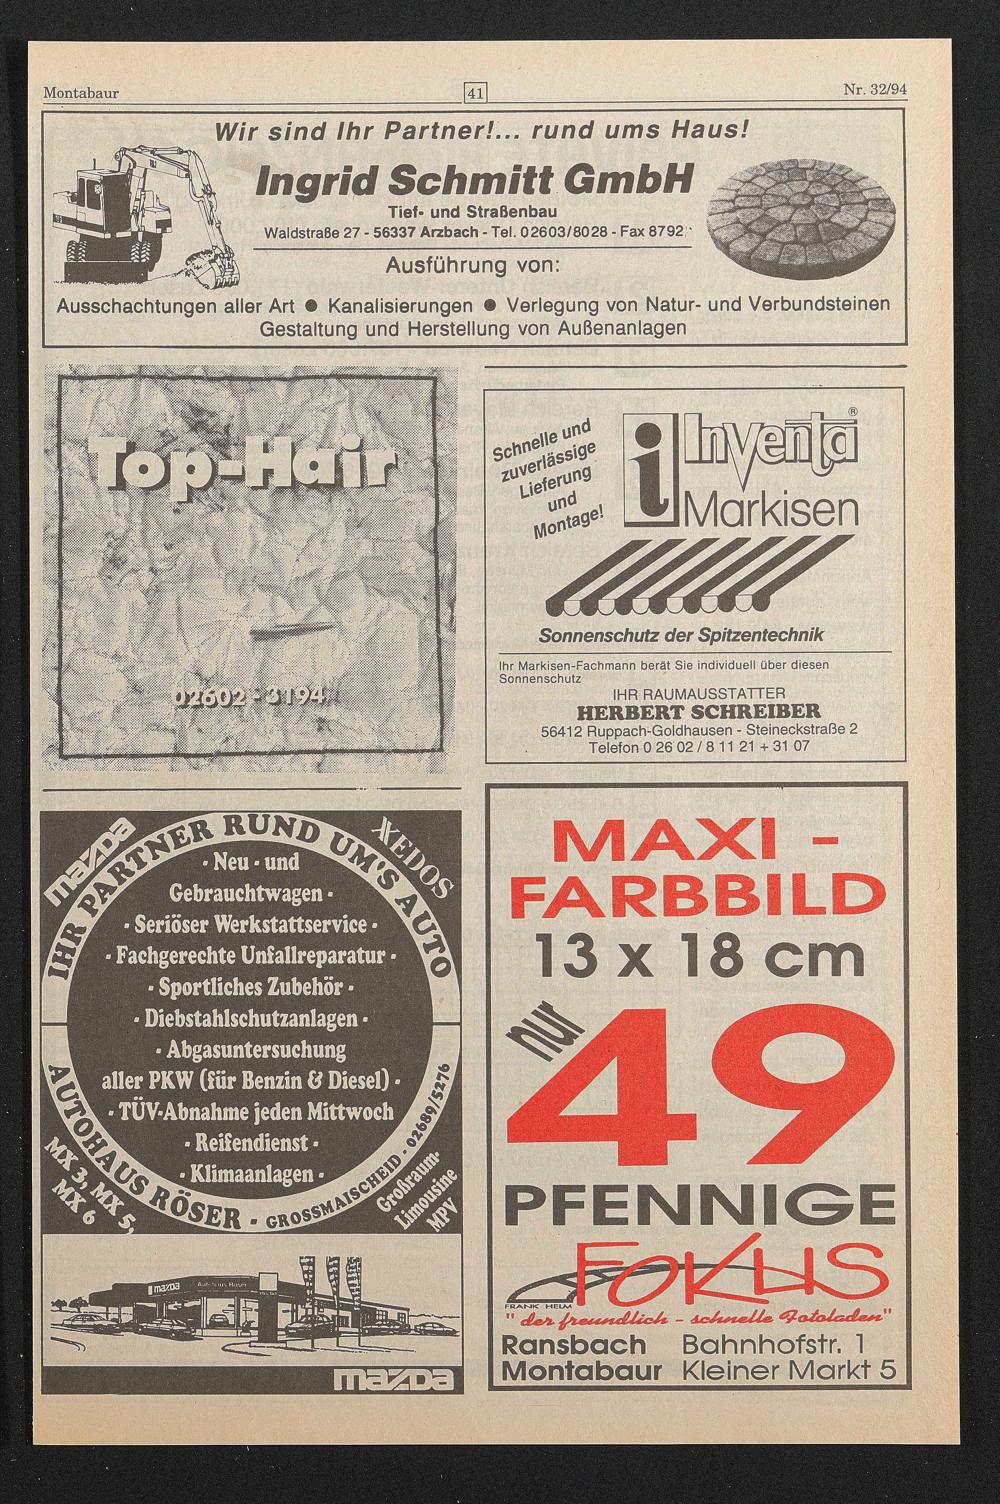 Montabaur
41
Nr. 32/94
Wir sind Ihr Partner!... rund ums Haus!
Ingrid Schmitt GmbH
Tief- und Straßenbau
Waldstraße 27 - 56337 Arzbach - Tel. 02603/8028 - Fax 8792
Ausführung von:
Ausschachtungen aller Art ● Kanalisierungen ● Verlegung von Natur- und Verbundsteinen
Gestaltung und Herstellung von Außenanlagen
Top-Hair
02602 - 3194
Schnelle und
zuverlässige
Lieferung
und
Montage!
i
Inventa®
Markisen
Sonnenschutz der Spitzentechnik
Ihr Markisen-Fachmann berät Sie individuell über diesen
Sonnenschutz
IHR RAUMAUSSTATTER
HERBERT SCHREIBER
56412 Ruppach-Goldhausen - Steineckstraße 2
Telefon 0 26 02 / 8 11 21 + 31 07
mazda
XEDOS
IHR PARTNER RUND UM'S AUTO
- Neu - und
Gebrauchtwagen -
- Seriöser Werkstattservice -
- Fachgerechte Unfallreparatur -
- Sportliches Zubehör -
- Diebstahlschutzanlagen -
- Abgasuntersuchung
aller PKW (für Benzin & Diesel) -
- TÜV-Abnahme jeden Mittwoch
- Reifendienst -
- Klimaanlagen -
AUTOHAUS RÖSER - GROSSMAISCHEID - 02689/5276
MX 3, MX 5,
MX 6
Großraum-
Limousine
MPV
mazda
Autohaus Röser
mazda
MAXI -
FARBBILD
13 x 18 cm
nur
49
PFENNIGE
FOKUS
FRANK HELM
"der freundlich - schnelle Fotoladen"
Ransbach Bahnhofstr. 1
Montabaur Kleiner Markt 5